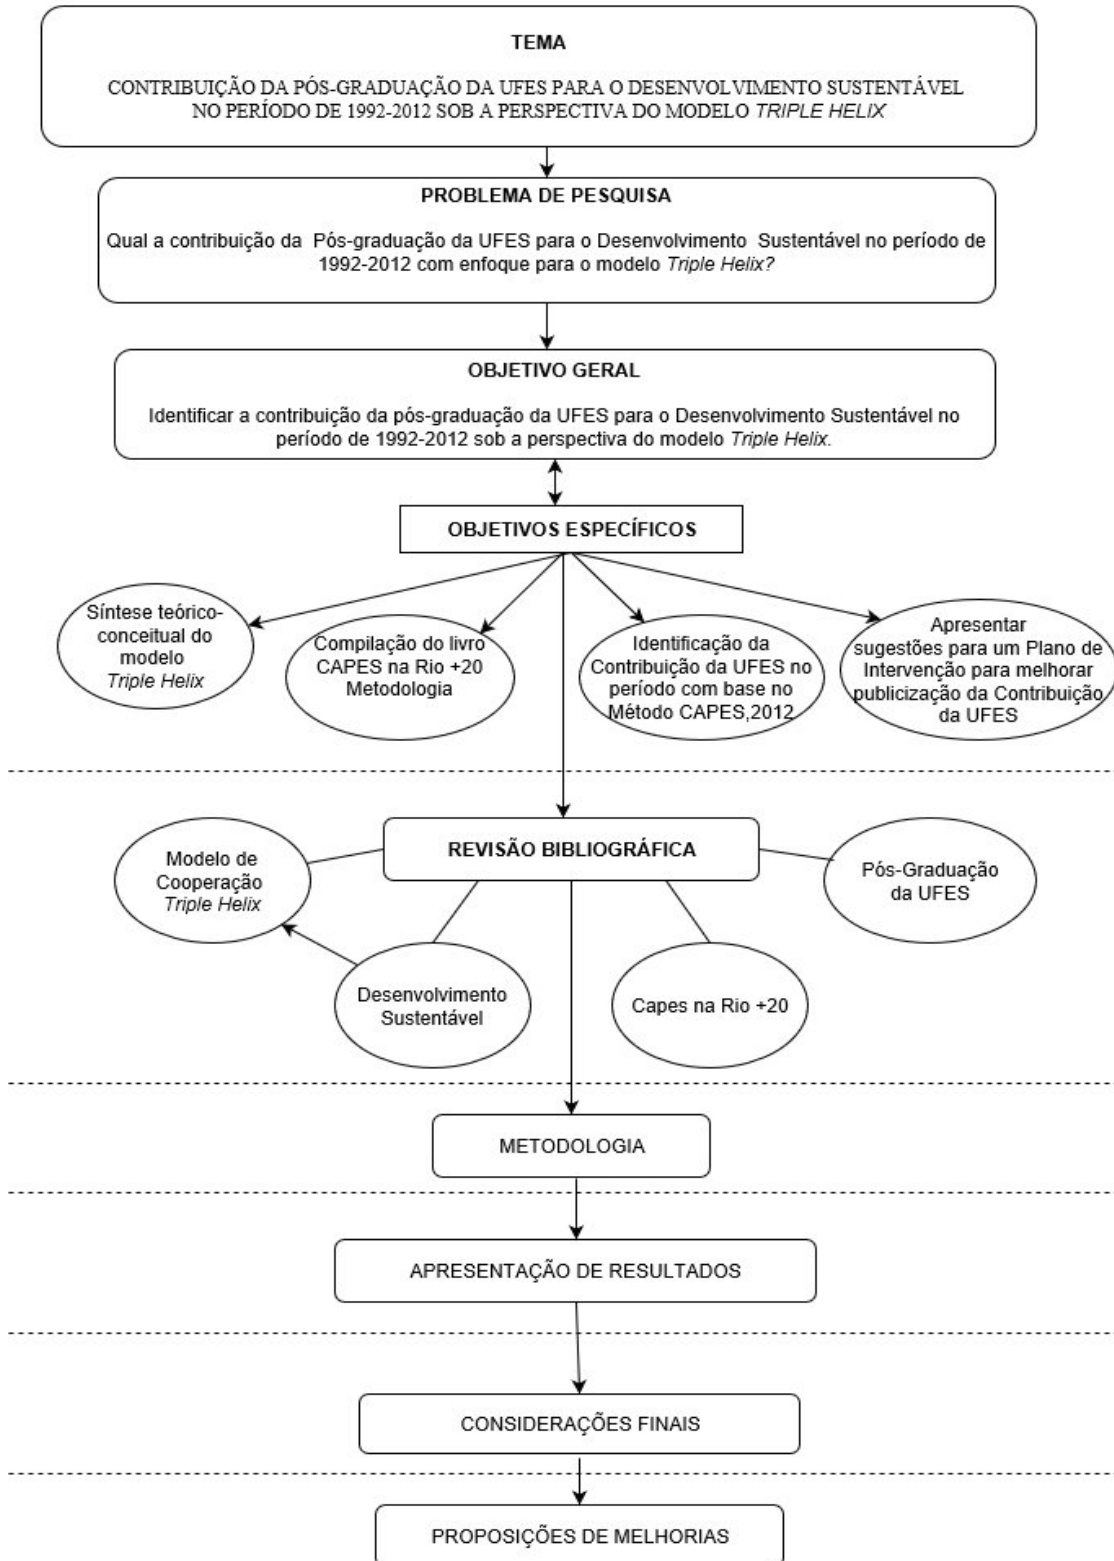 TEMA
CONTRIBUIÇÃO DA PÓS-GRADUAÇÃO DA UFES PARA O DESENVOLVIMENTO SUSTENTÁVEL
NO PERÍODO DE 1992-2012 SOB A PERSPECTIVA DO MODELO TRIPLE HELIX
PROBLEMA DE PESQUISA
Qual a contribuição da Pós-graduação da UFES para o Desenvolvimento Sustentável no período de
1992-2012 com enfoque para o modelo Triple Helix?
OBJETIVO GERAL
Identificar a contribuição da pós-graduação da UFES para o Desenvolvimento Sustentável no
período de 1992-2012 sob a perspectiva do modelo Triple Helix.
OBJETIVOS ESPECÍFICOS
Síntese teórico-
conceitual do
modelo
Triple Helix
Compilação do livro
CAPES na Rio +20
Metodologia
Identificação da
Contribuição da UFES no
período com base no
Método CAPES,2012
Apresentar
sugestões para um Plano de
Intervenção para melhorar
publicização da Contribuição
da UFES
REVISÃO BIBLIOGRÁFICA
Modelo de
Cooperação
Triple Helix
Pós-Graduação
da UFES
Desenvolvimento
Sustentável
Capes na Rio +20
METODOLOGIA
APRESENTAÇÃO DE RESULTADOS
CONSIDERAÇÕES FINAIS
PROPOSIÇÕES DE MELHORIAS